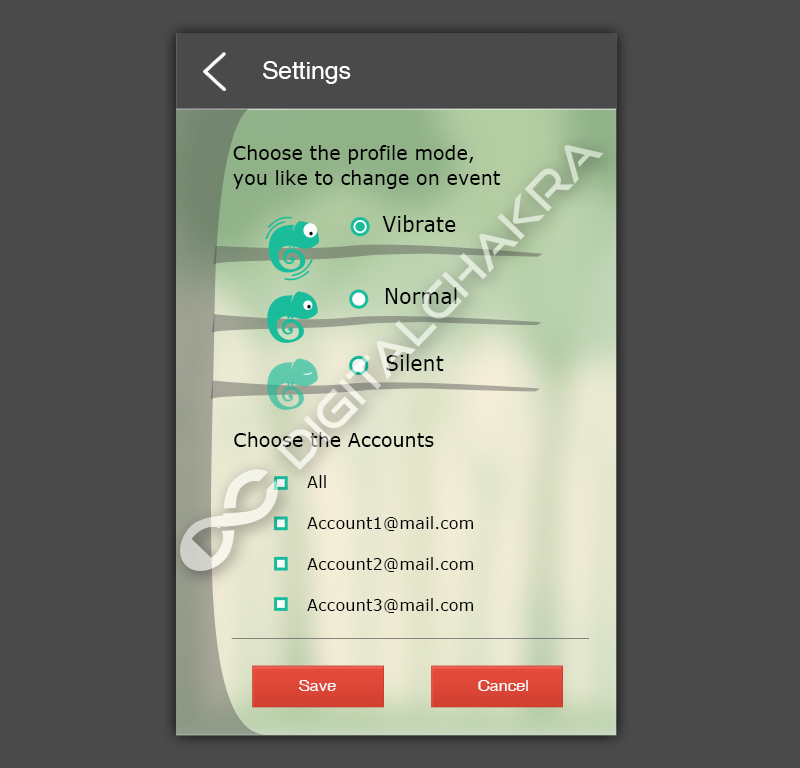 Settings
Choose the profile mode,
you like to change on event
Vibrate
Normal
Silent
Choose the Accounts
All
Account1@mail.com
Account2@mail.com
Account3@mail.com
Save
Cancel
DIGITALCHAKRA